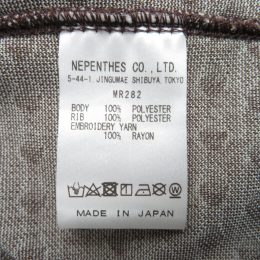 NEPENTHES CO., LTD.
5-44-1, JINGUMAE SHIBUYA TOKYO
MR282
BODY 100% POLYESTER
RIB 100% POLYESTER
EMBROIDERY YARN
100% RAYON
MADE IN JAPAN